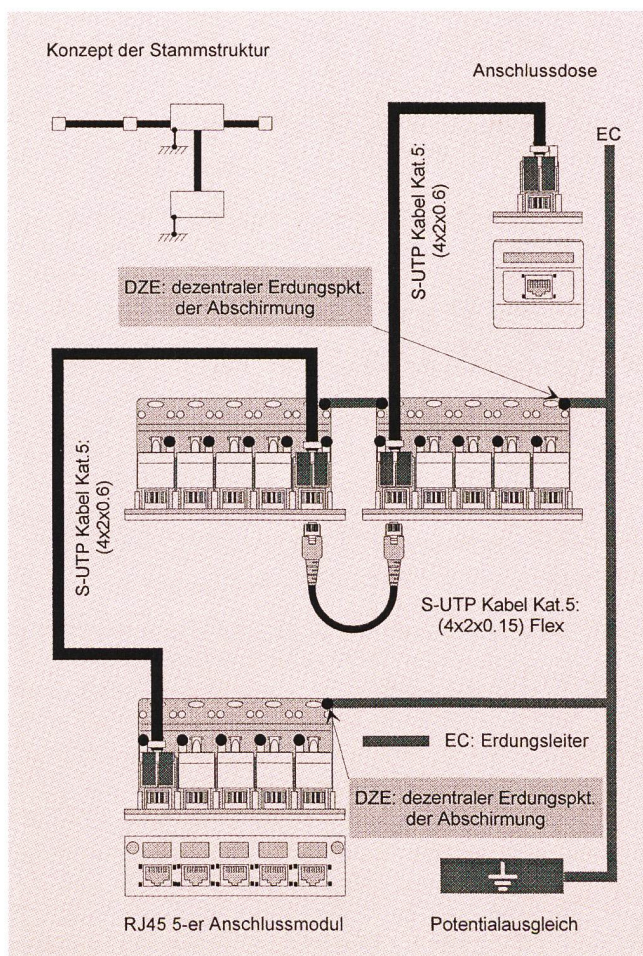 Konzept der Stammstruktur
Anschlussdose
EC
S-UTP Kabel Kat.5:
(4x2x0.6)
DZE: dezentraler Erdungspkt.
der Abschirmung
S-UTP Kabel Kat.5:
(4x2x0.6)
S-UTP Kabel Kat.5:
(4x2x0.15) Flex
EC: Erdungsleiter
DZE: dezentraler Erdungspkt.
der Abschirmung
RJ45 5-er Anschlussmodul
Potentialausgleich